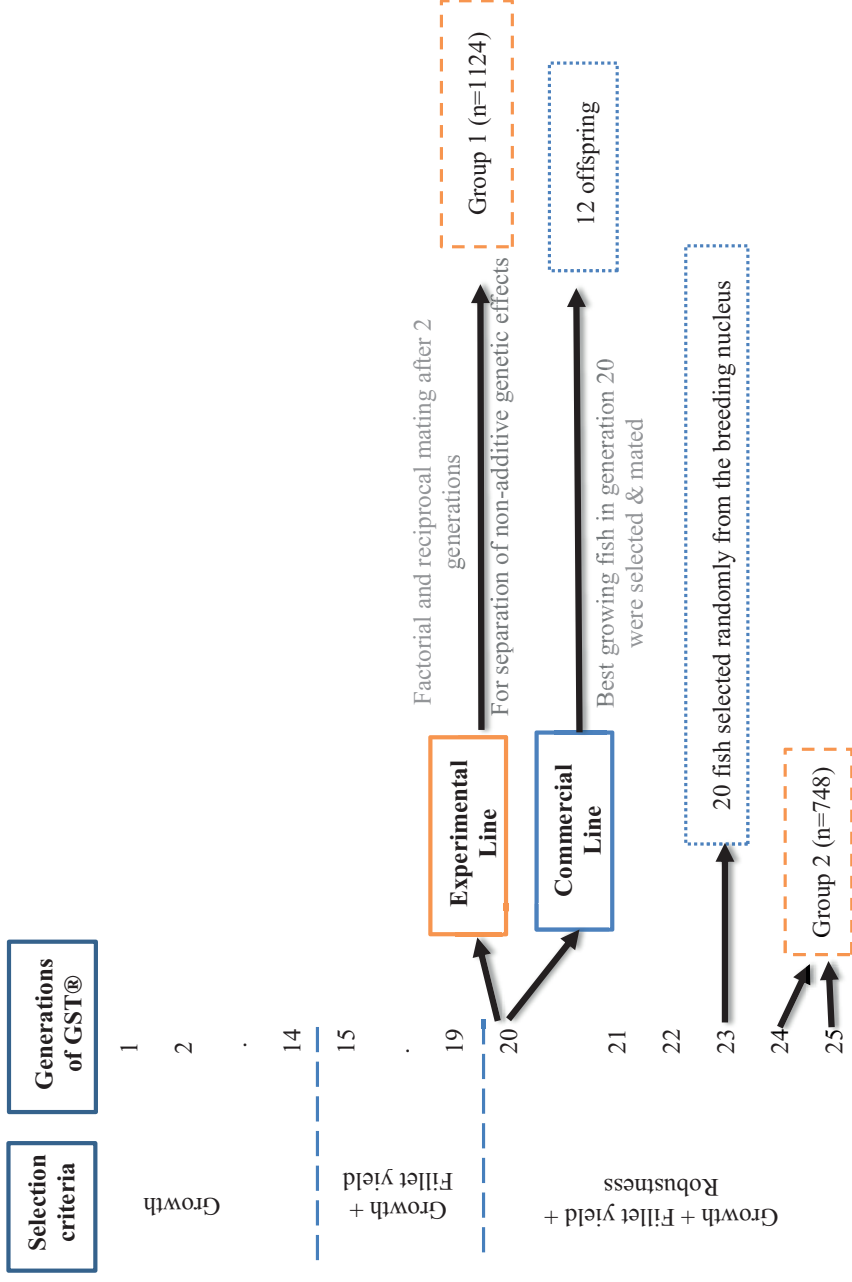 Selection
criteria
Generations
of GST®
Growth
1
2
.
14
Growth +
Fillet yield
15
.
19
Growth + Fillet yield +
Robustness
20
21
22
23
24
25
Experimental
Line
Factorial and reciprocal mating after 2
generations
For separation of non-additive genetic effects
Group 1 (n=1124)
Commercial
Line
Best growing fish in generation 20
were selected & mated
12 offspring
20 fish selected randomly from the breeding nucleus
Group 2 (n=748)